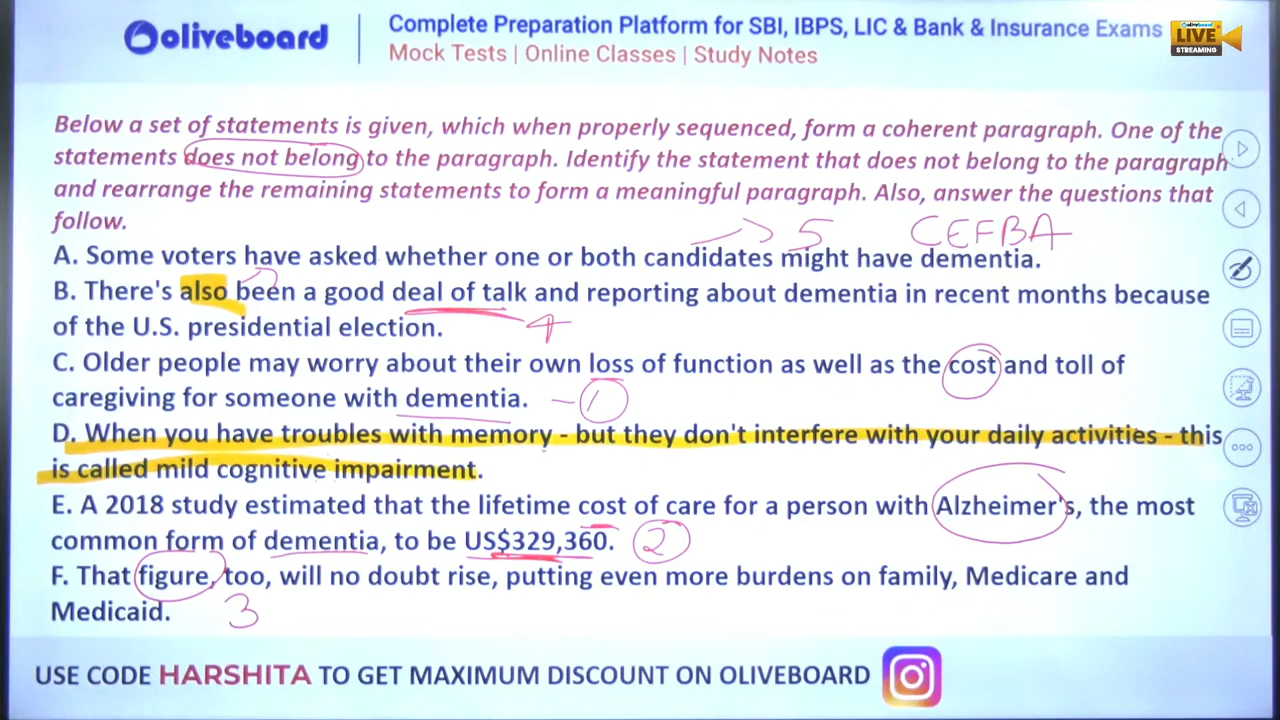 oliveboard
Complete Preparation Platform for SBI, IBPS, LIC & Bank & Insurance Exams
Mock Tests | Online Classes | Study Notes
oliveboard
LIVE
STREAMING
Below a set of statements is given, which when properly sequenced, form a coherent paragraph. One of the
statements does not belong to the paragraph. Identify the statement that does not belong to the paragraph
and rearrange the remaining statements to form a meaningful paragraph. Also, answer the questions that
follow.
5 CEFBA
A. Some voters have asked whether one or both candidates might have dementia.
B. There's also been a good deal of talk and reporting about dementia in recent months because
of the U.S. presidential election. 4
C. Older people may worry about their own loss of function as well as the cost and toll of
caregiving for someone with dementia. 1
D. When you have troubles with memory - but they don't interfere with your daily activities - this
is called mild cognitive impairment.
E. A 2018 study estimated that the lifetime cost of care for a person with Alzheimer's, the most
common form of dementia, to be US$329,360. 2
F. That figure, too, will no doubt rise, putting even more burdens on family, Medicare and
Medicaid. 3
USE CODE HARSHITA TO GET MAXIMUM DISCOUNT ON OLIVEBOARD